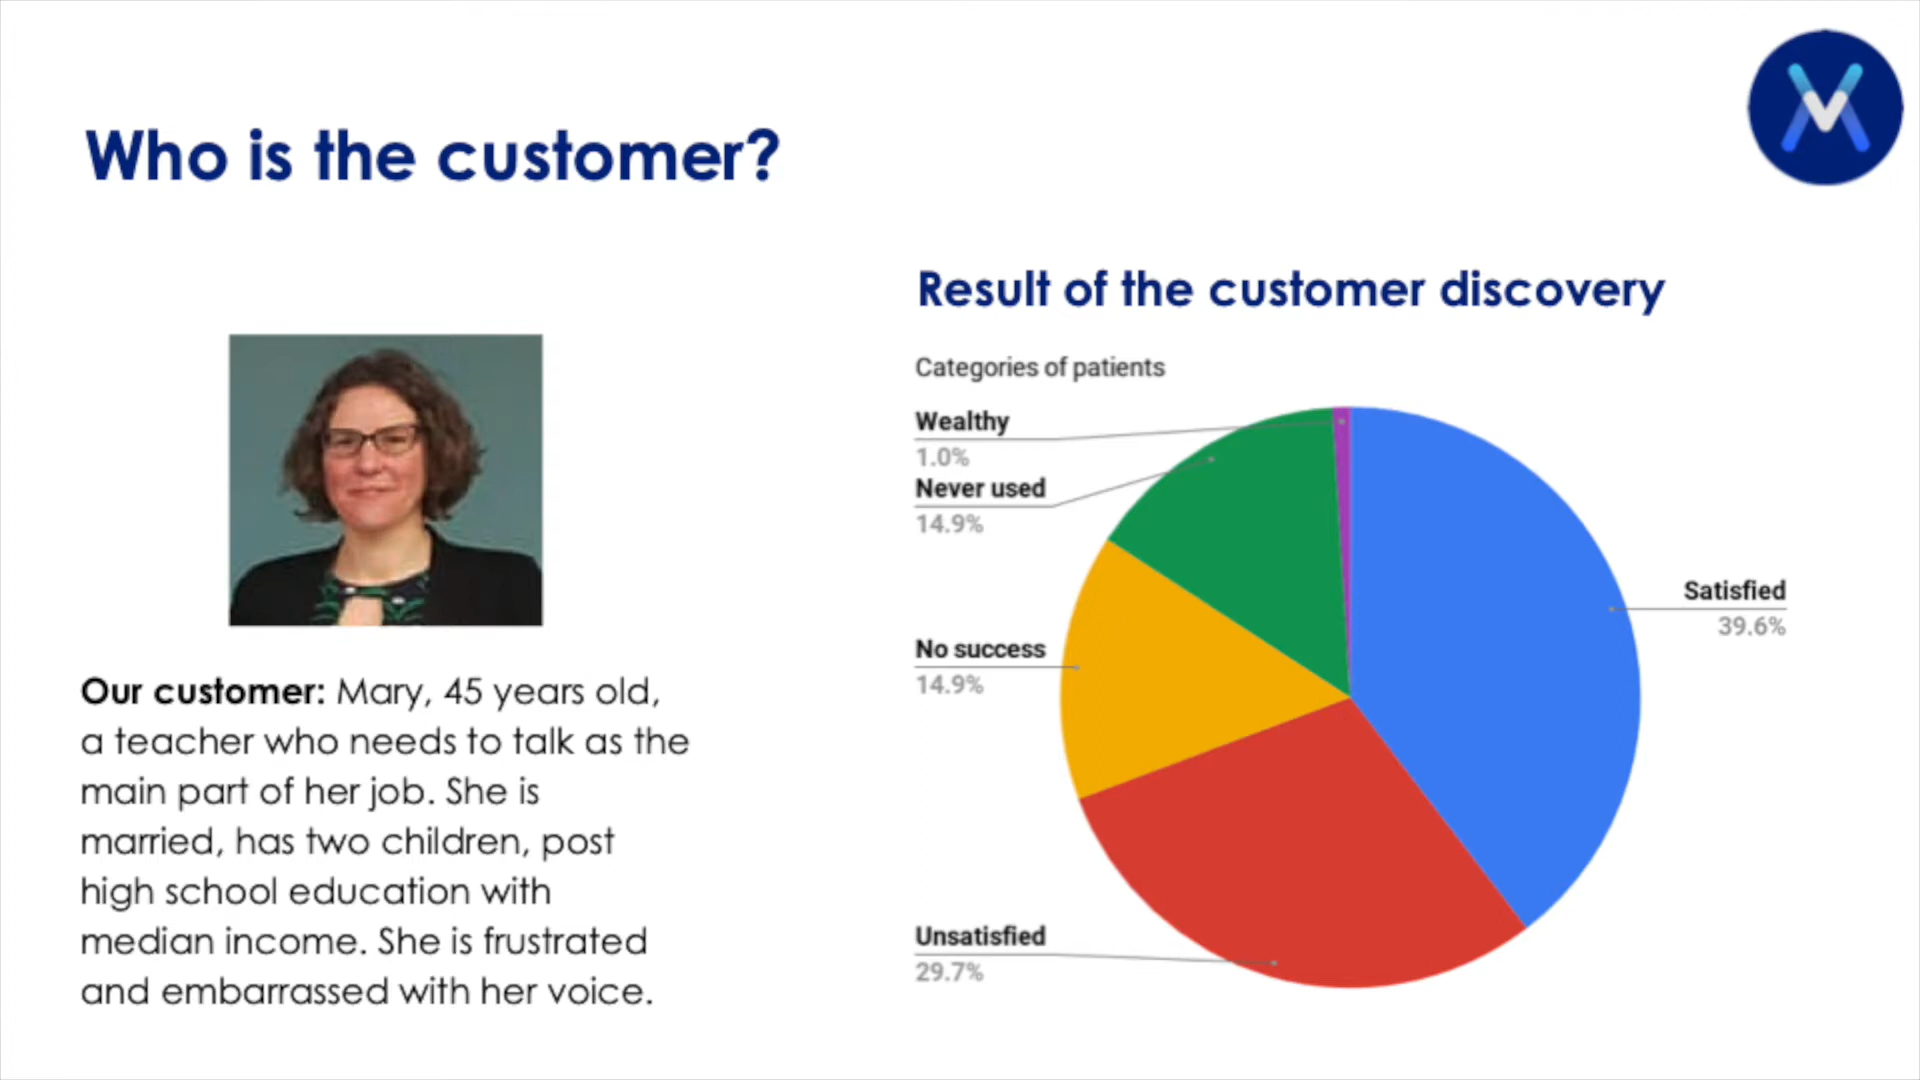 Who is the customer?
Our customer: Mary, 45 years old,
a teacher who needs to talk as the
main part of her job. She is
married, has two children, post
high school education with
median income. She is frustrated
and embarrassed with her voice.
Result of the customer discovery
Categories of patients
Wealthy
1.0%
Never used
14.9%
No success
14.9%
Unsatisfied
29.7%
Satisfied
39.6%